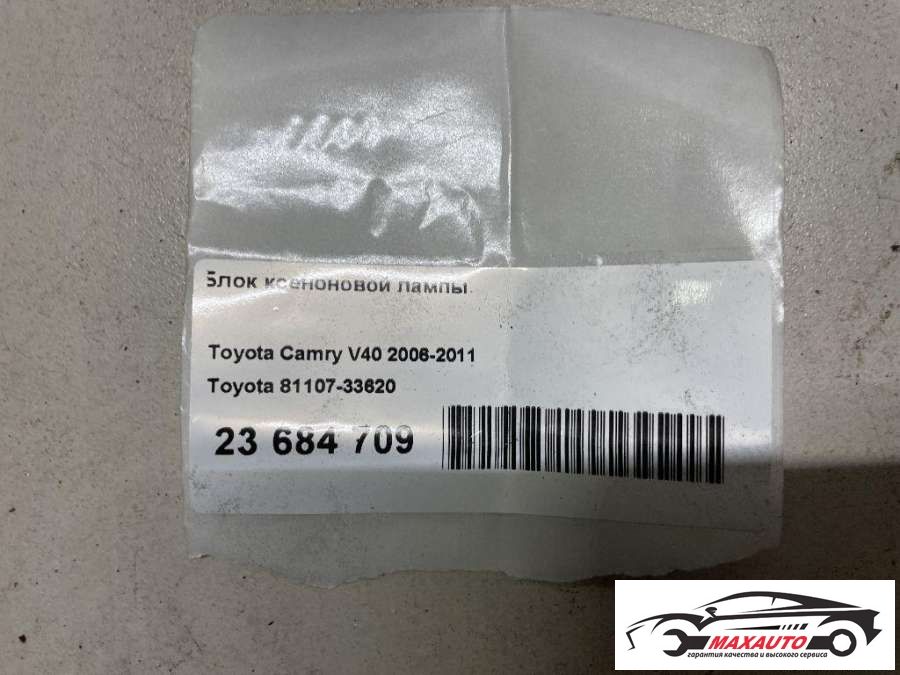 Блок ксеноновой лампы
Toyota Camry V40 2006-2011
Toyota 81107-33620
23 684 709
MAXAUTO
гарантия качества и высокого сервиса